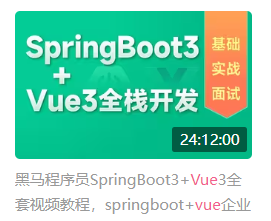 SpringBoot3
+
Vue3全栈开发
基础
实战
面试
24:12:00
黑马程序员SpringBoot3+Vue3全
套视频教程，springboot+vue企业